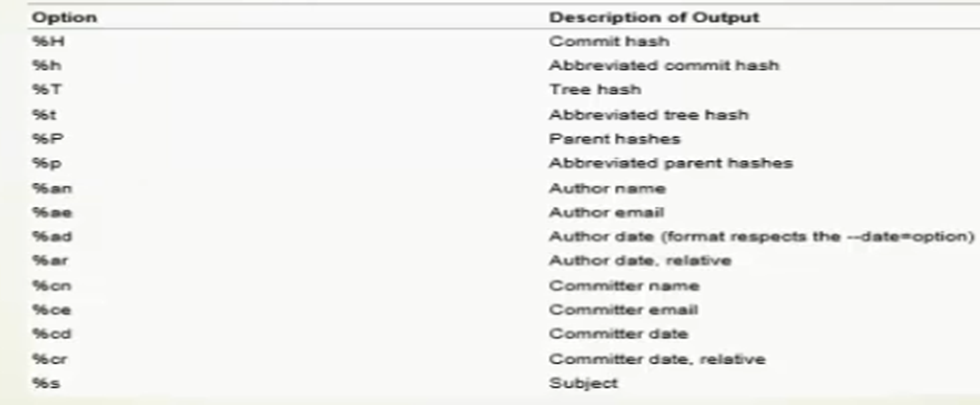 Option Description of Output
%H Commit hash
%h Abbreviated commit hash
%T Tree hash
%t Abbreviated tree hash
%P Parent hashes
%p Abbreviated parent hashes
%an Author name
%ae Author email
%ad Author date (format respects the --date=option)
%ar Author date, relative
%cn Committer name
%ce Committer email
%cd Committer date
%cr Committer date, relative
%s Subject